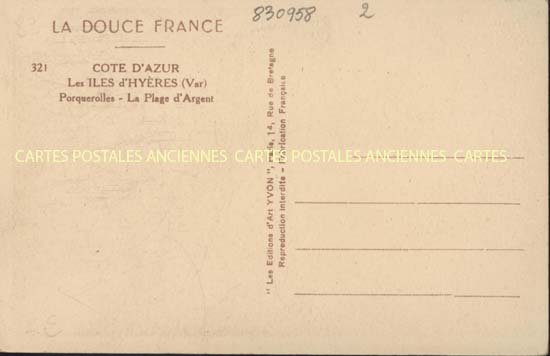 LA DOUCE FRANCE
830958 2
321 COTE D'AZUR
Les ILES d'HYÈRES (Var)
Porquerolles - La Plage d'Argent
CARTES POSTALES ANCIENNES CARTES POSTALES ANCIENNES CARTES
" Les Editions d'Art YVON ", Paris, 14, Rue de Bretagne
Reproduction interdite - Fabrication Française